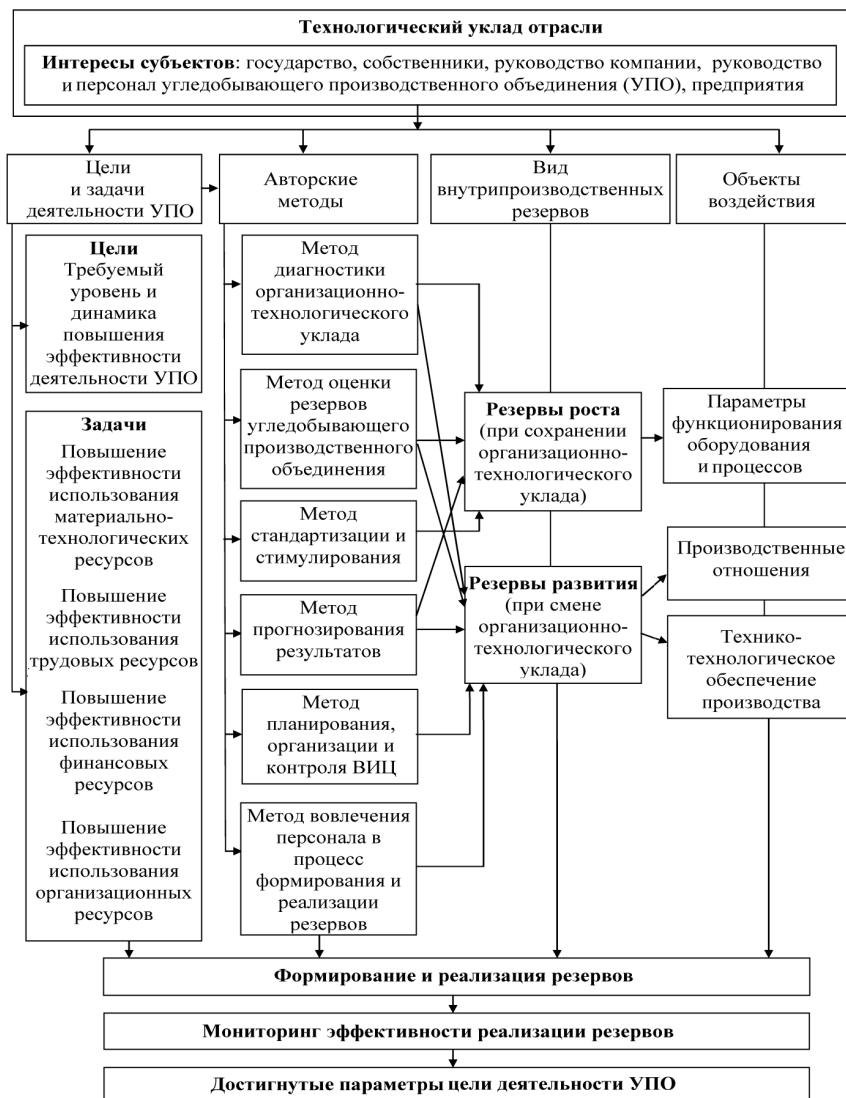 Технологический уклад отрасли
Интересы субъектов: государство, собственники, руководство компании, руководство
и персонал угледобывающего производственного объединения (УПО), предприятия
Цели
и задачи
деятельности УПО
Авторские
методы
Вид
внутрипроизводственных
резервов
Объекты
воздействия
Цели
Требуемый
уровень и
динамика
повышения
эффективности
деятельности УПО
Задачи
Повышение
эффективности
использования
материально-
технологических
ресурсов
Повышение
эффективности
использования
трудовых ресурсов
Повышение
эффективности
использования
финансовых
ресурсов
Повышение
эффективности
использования
организационных
ресурсов
Метод
диагностики
организационно-
технологического
уклада
Метод оценки
резервов
угледобывающего
производственного
объединения
Метод
стандартизации и
стимулирования
Метод
прогнозирования
результатов
Метод
планирования,
организации и
контроля ВИЦ
Метод вовлечения
персонала в
процесс
формирования и
реализации
резервов
Резервы роста
(при сохранении
организационно-
технологического
уклада)
Резервы развития
(при смене
организационно-
технологического
уклада)
Параметры
функционирования
оборудования
и процессов
Производственные
отношения
Технико-
технологическое
обеспечение
производства
Формирование и реализация резервов
Мониторинг эффективности реализации резервов
Достигнутые параметры цели деятельности УПО